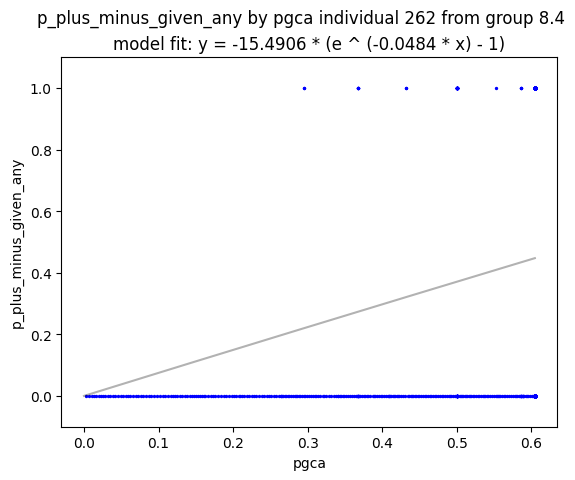 p_plus_minus_given_any by pgca individual 262 from group 8.4
model fit: y = -15.4906 * (e ^ (-0.0484 * x) - 1)
1.0
0.8
0.6
0.4
0.2
0.0
p_plus_minus_given_any
0.0 0.1 0.2 0.3 0.4 0.5 0.6
pgca